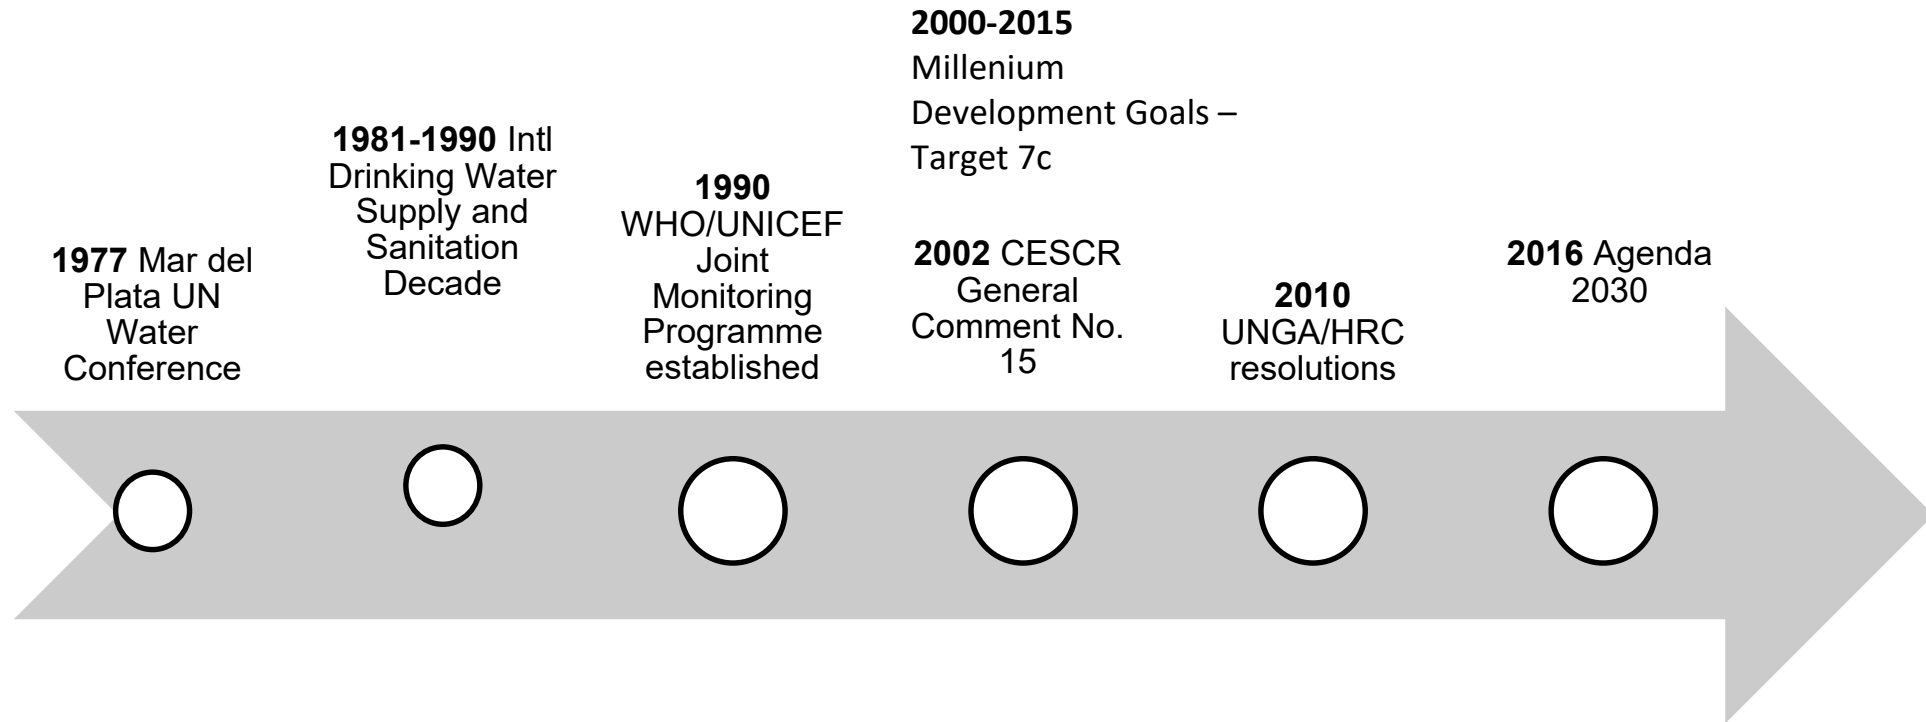 1977 Mar del
Plata UN
Water
Conference
1981-1990 Intl
Drinking Water
Supply and
Sanitation
Decade
1990
WHO/UNICEF
Joint
Monitoring
Programme
established
2000-2015
Millenium
Development Goals –
Target 7c
2002 CESCR
General
Comment No.
15
2010
UNGA/HRC
resolutions
2016 Agenda
2030